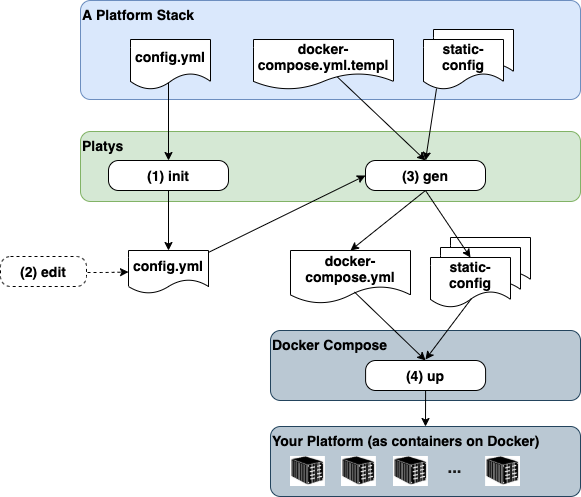 A Platform Stack
config.yml
docker-
compose.yml.templ
static-
config
Platys
(1) init
(3) gen
(2) edit
config.yml
docker-
compose.yml
static-
config
Docker Compose
(4) up
Your Platform (as containers on Docker)
...